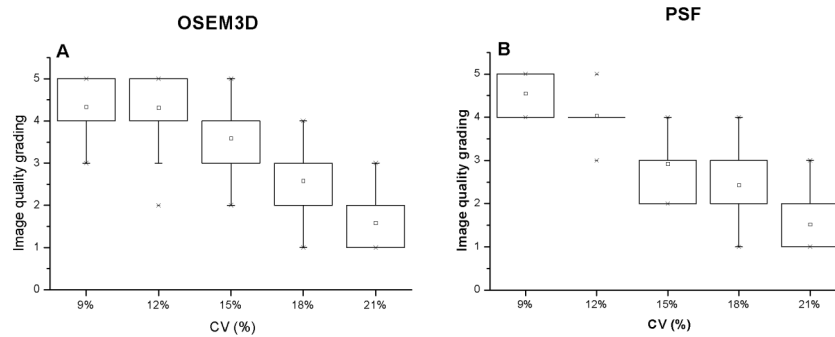 OSEM3D
A
Image quality grading
5
4
3
2
1
0
9% 12% 15% 18% 21%
CV (%)
PSF
B
Image quality grading
5
4
3
2
1
0
9% 12% 15% 18% 21%
CV (%)